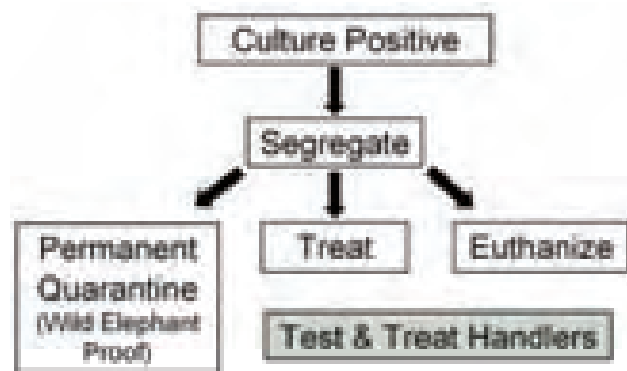 Culture Positive
Segregate
Permanent
Quarantine
(Wild Elephant
Proof)
Treat
Euthanize
Test & Treat Handlers